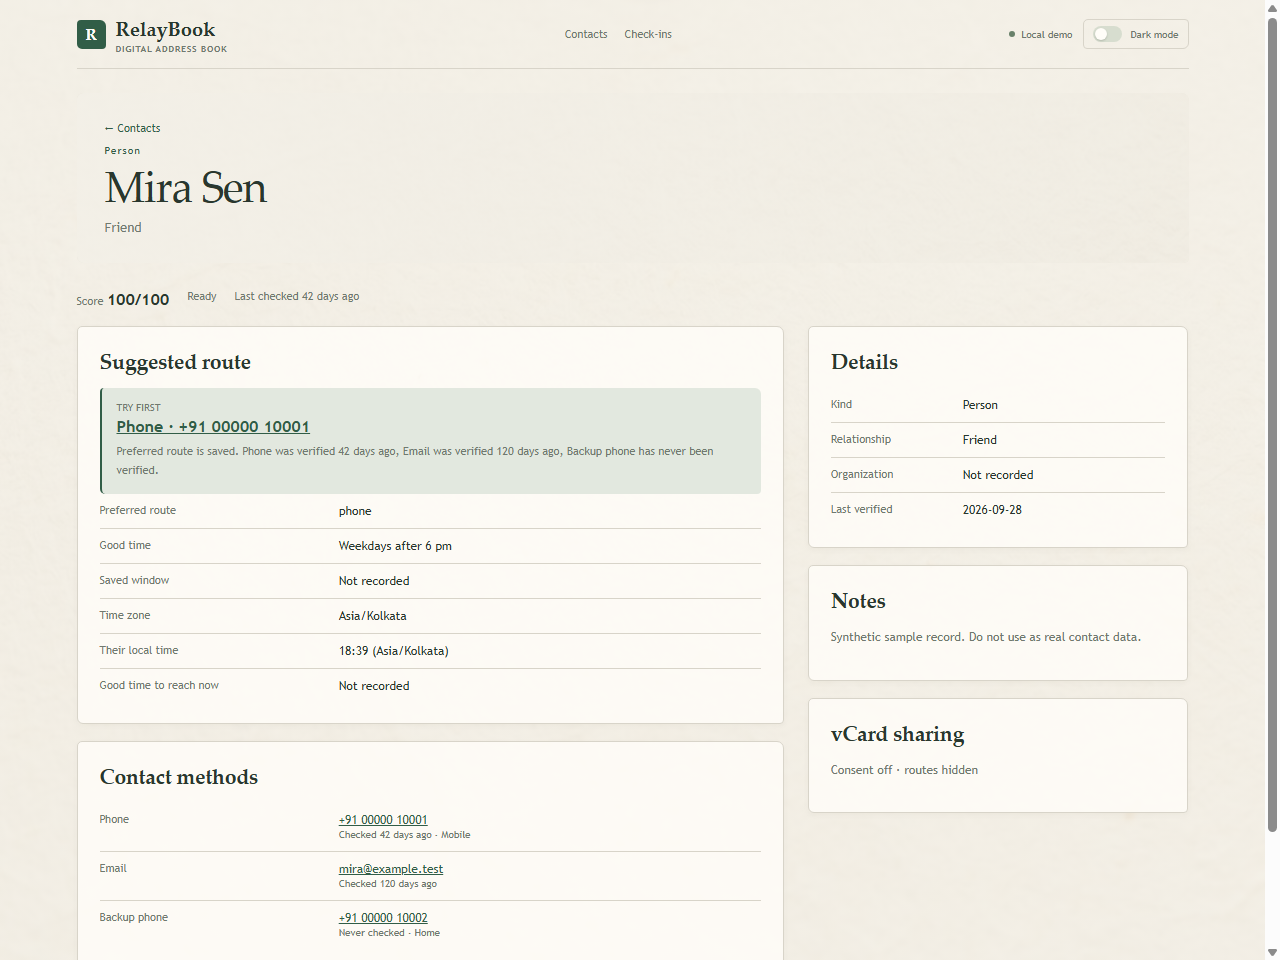 R
RelayBook
DIGITAL ADDRESS BOOK
Contacts
Check-ins
Local demo
Dark mode
← Contacts
Person
Mira Sen
Friend
Score 100/100
Ready
Last checked 42 days ago
Suggested route
TRY FIRST
Phone · +91 00000 10001
Preferred route is saved. Phone was verified 42 days ago, Email was verified 120 days ago, Backup phone has never been
verified.
Preferred route phone
Good time Weekdays after 6 pm
Saved window Not recorded
Time zone Asia/Kolkata
Their local time 18:39 (Asia/Kolkata)
Good time to reach now Not recorded
Contact methods
Phone +91 00000 10001
Checked 42 days ago · Mobile
Email mira@example.test
Checked 120 days ago
Backup phone +91 00000 10002
Never checked · Home
Details
Kind Person
Relationship Friend
Organization Not recorded
Last verified 2026-09-28
Notes
Synthetic sample record. Do not use as real contact data.
vCard sharing
Consent off · routes hidden